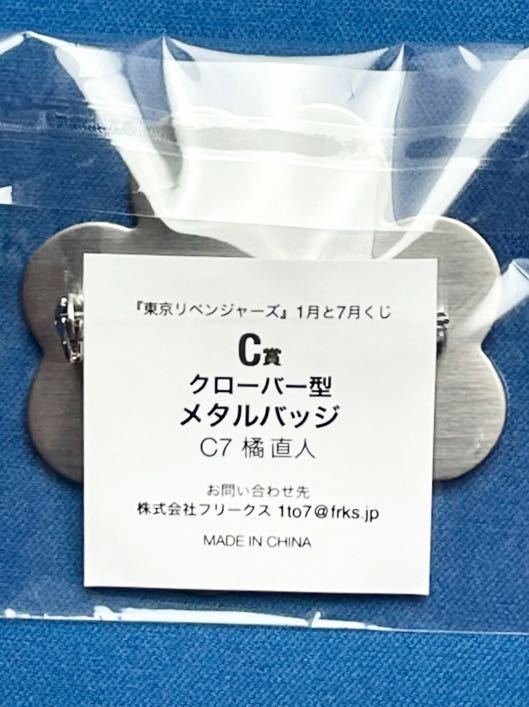 『東京リベンジャーズ』1月と7月くじ
C賞
クローバー型
メタルバッジ
C7 橘 直人
お問い合わせ先
株式会社フリークス 1to7@frks.jp
MADE IN CHINA